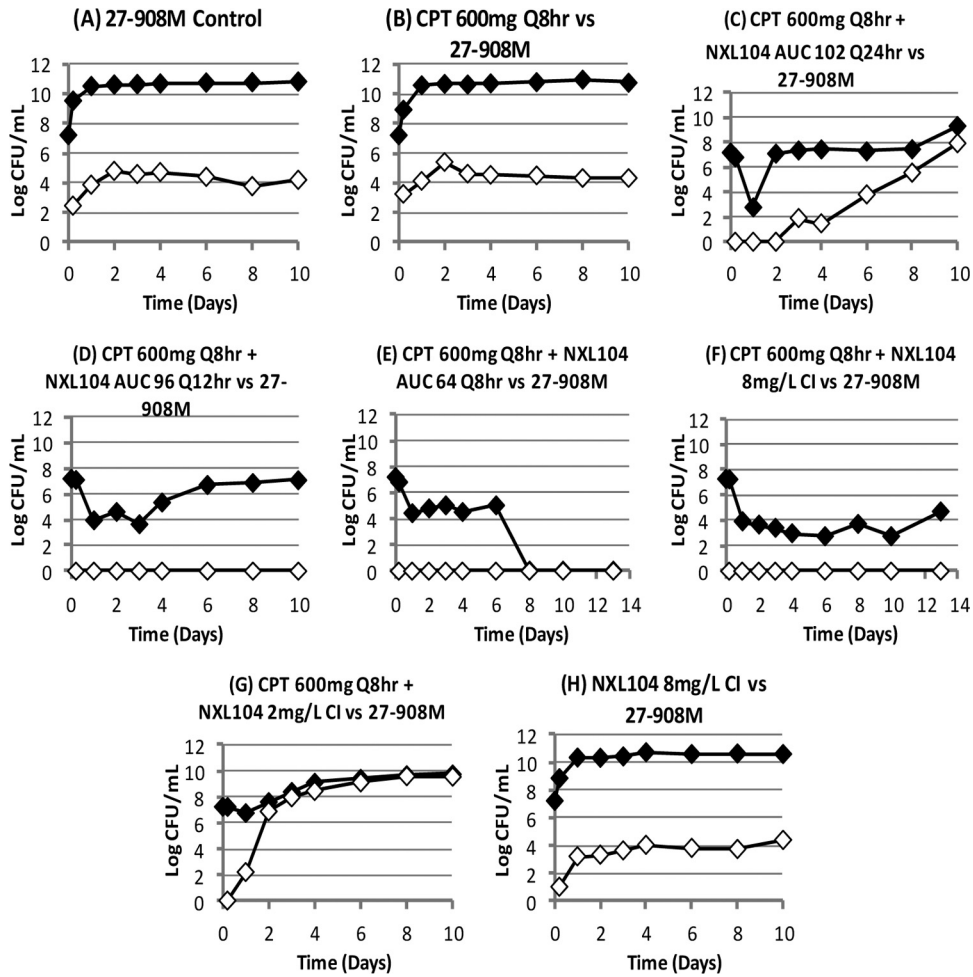 (A) 27-908M Control
Log CFU/mL
12
10
8
6
4
2
0
0 2 4 6 8 10
Time (Days)
(B) CPT 600mg Q8hr vs
27-908M
Log CFU/mL
12
10
8
6
4
2
0
0 2 4 6 8 10
Time (Days)
(C) CPT 600mg Q8hr +
NXL104 AUC 102 Q24hr vs
27-908M
Log CFU/mL
12
10
8
6
4
2
0
0 2 4 6 8 10
Time (Days)
(D) CPT 600mg Q8hr +
NXL104 AUC 96 Q12hr vs 27-
908M
Log CFU/mL
12
10
8
6
4
2
0
0 2 4 6 8 10
Time (Days)
(E) CPT 600mg Q8hr + NXL104
AUC 64 Q8hr vs 27-908M
Log CFU/mL
12
10
8
6
4
2
0
0 2 4 6 8 10 12 14
Time (Days)
(F) CPT 600mg Q8hr + NXL104
8mg/L CI vs 27-908M
Log CFU/mL
12
10
8
6
4
2
0
0 2 4 6 8 10 12 14
Time (Days)
(G) CPT 600mg Q8hr +
NXL104 2mg/L CI vs 27-908M
Log CFU/mL
12
10
8
6
4
2
0
0 2 4 6 8 10
Time (Days)
(H) NXL104 8mg/L CI vs
27-908M
Log CFU/mL
12
10
8
6
4
2
0
0 2 4 6 8 10
Time (Days)